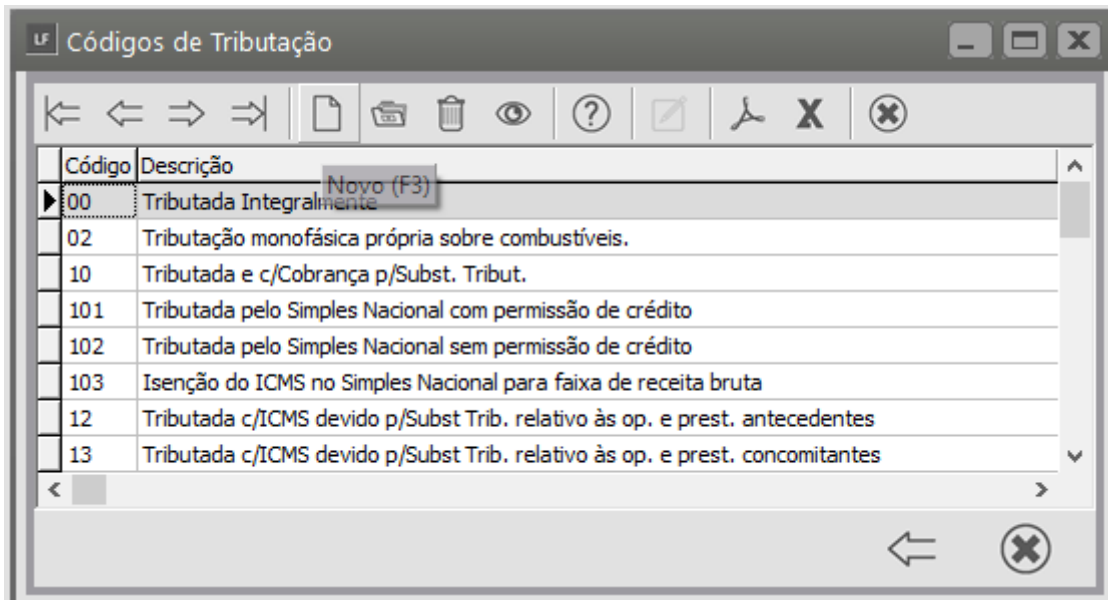 LF Códigos de Tributação
Código Descrição
Novo (F3)
00 Tributada Integralmente
02 Tributação monofásica própria sobre combustíveis.
10 Tributada e c/Cobrança p/Subst. Tribut.
101 Tributada pelo Simples Nacional com permissão de crédito
102 Tributada pelo Simples Nacional sem permissão de crédito
103 Isenção do ICMS no Simples Nacional para faixa de receita bruta
12 Tributada c/ICMS devido p/Subst Trib. relativo às op. e prest. antecedentes
13 Tributada c/ICMS devido p/Subst Trib. relativo às op. e prest. concomitantes